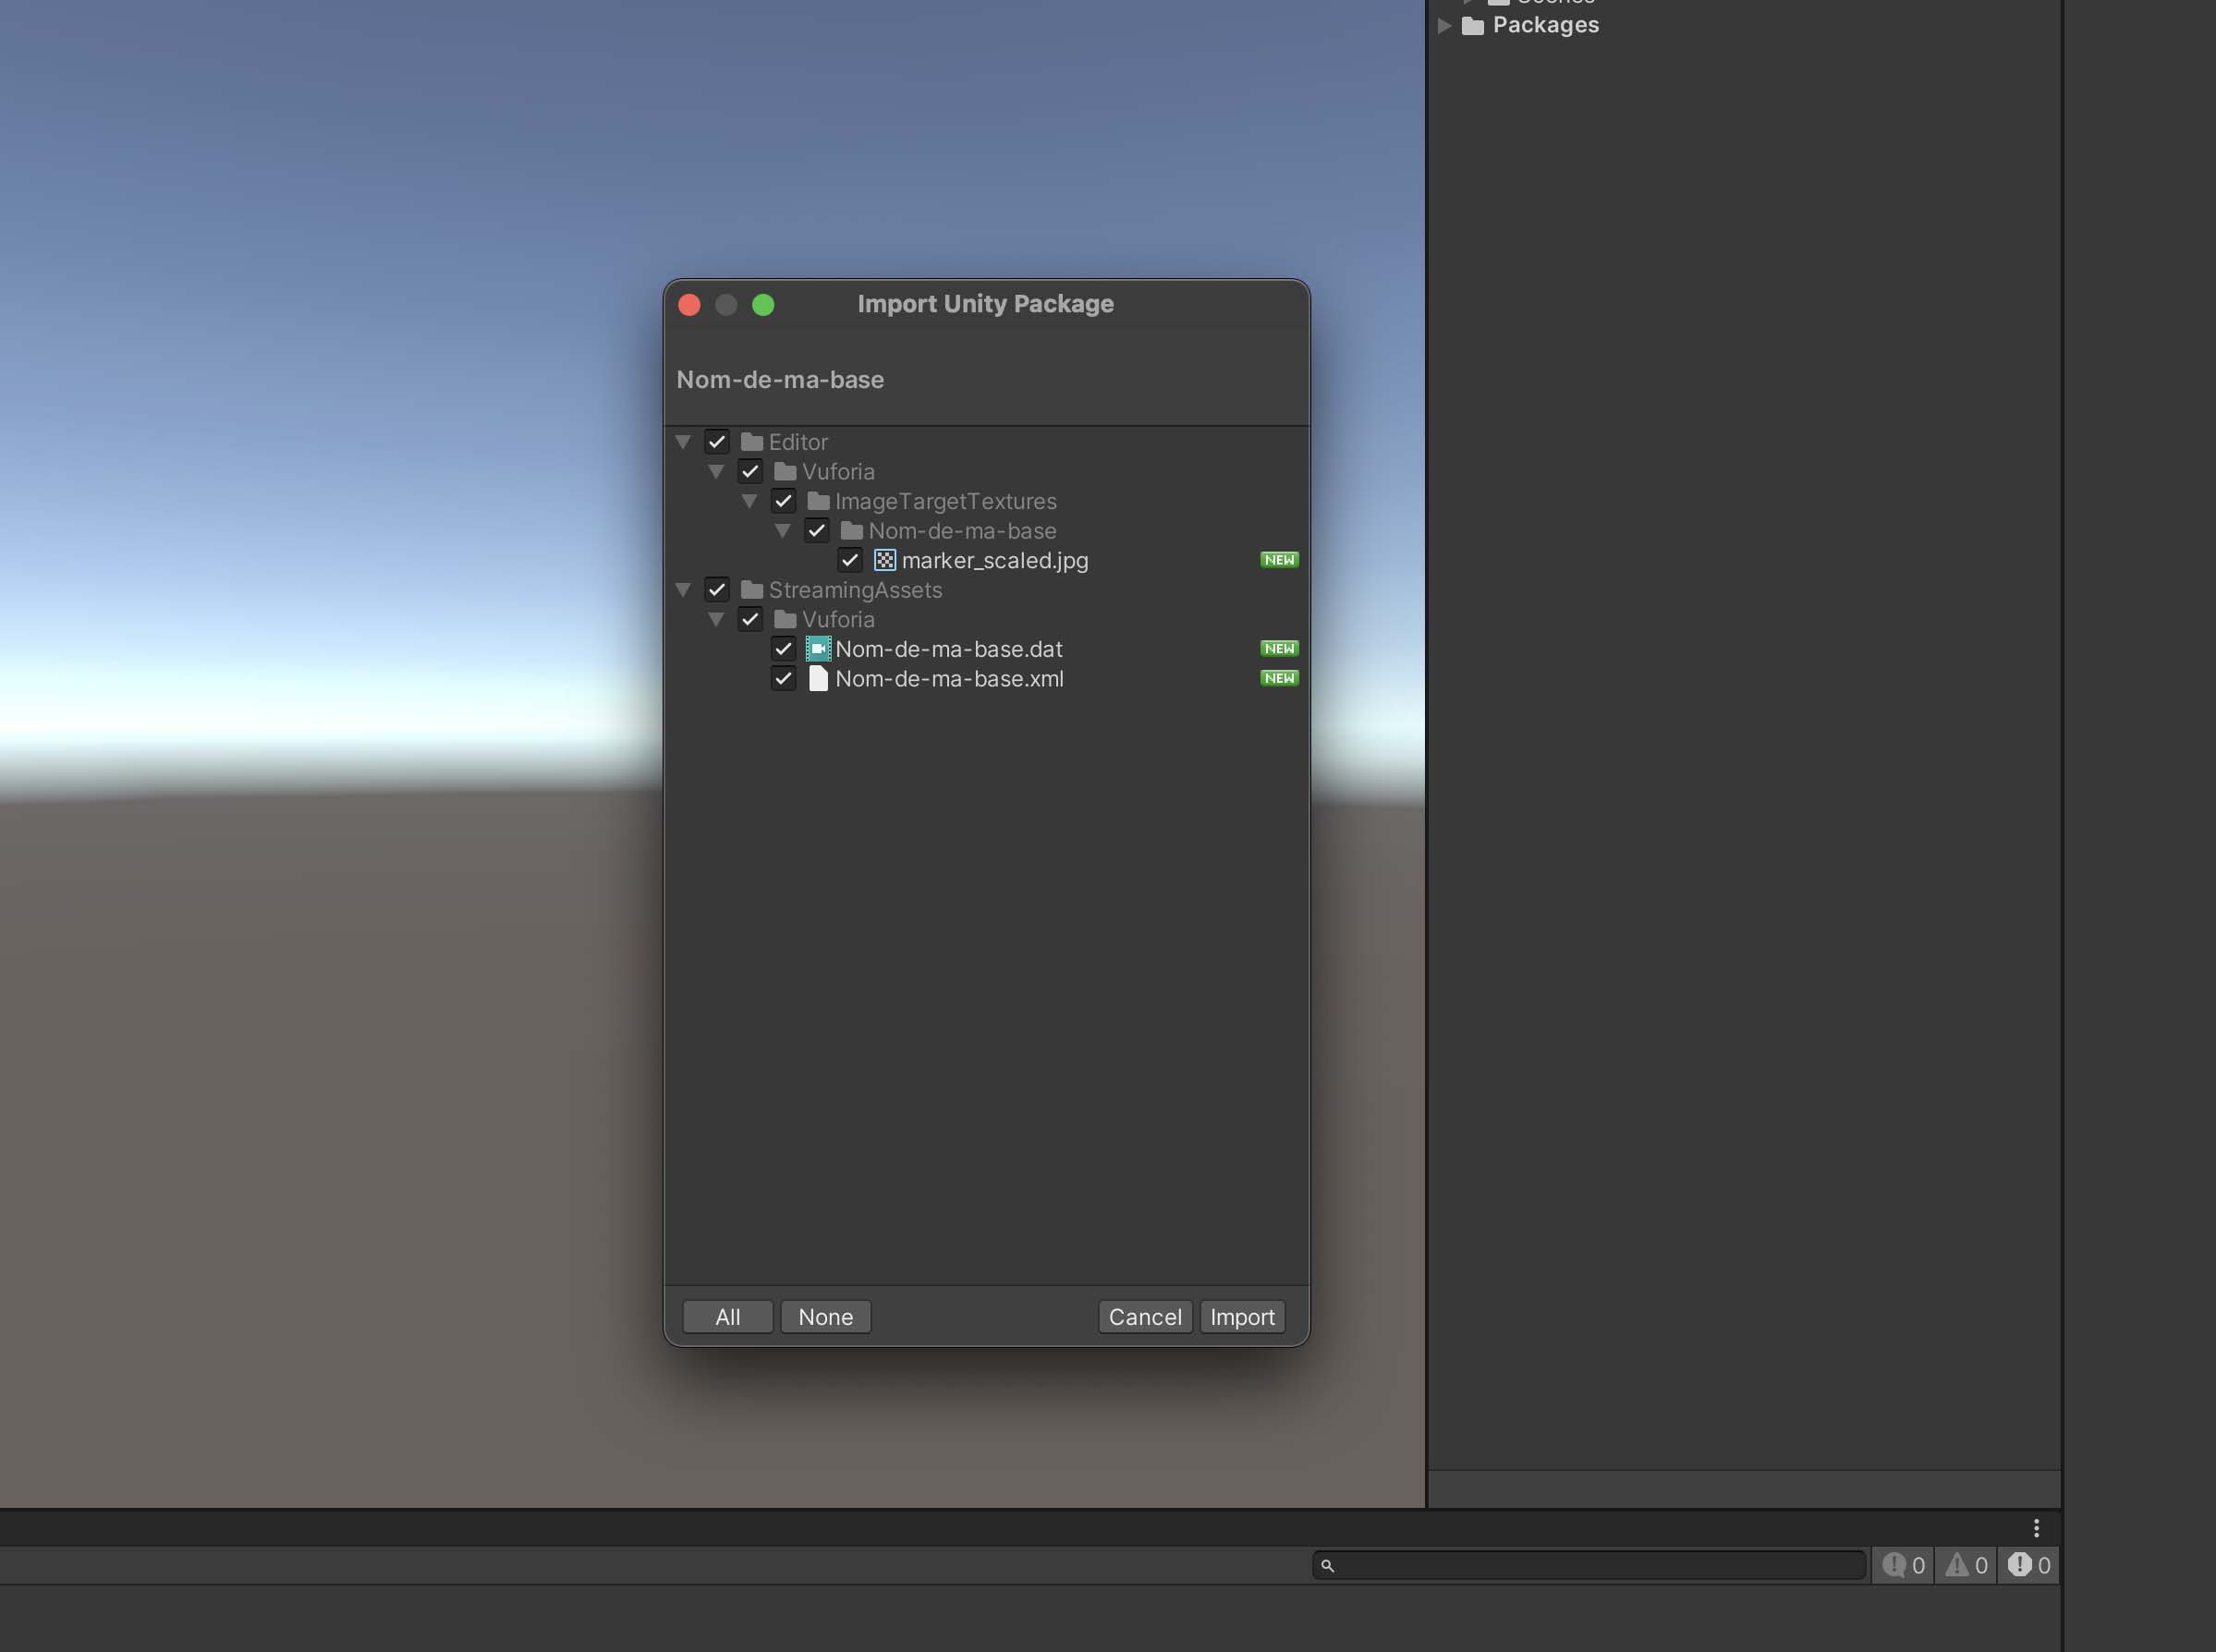 Packages
Import Unity Package
Nom-de-ma-base
Editor
Vuforia
ImageTargetTextures
Nom-de-ma-base
marker_scaled.jpg NEW
StreamingAssets
Vuforia
Nom-de-ma-base.dat NEW
Nom-de-ma-base.xml NEW
All None Cancel Import
0 0 0